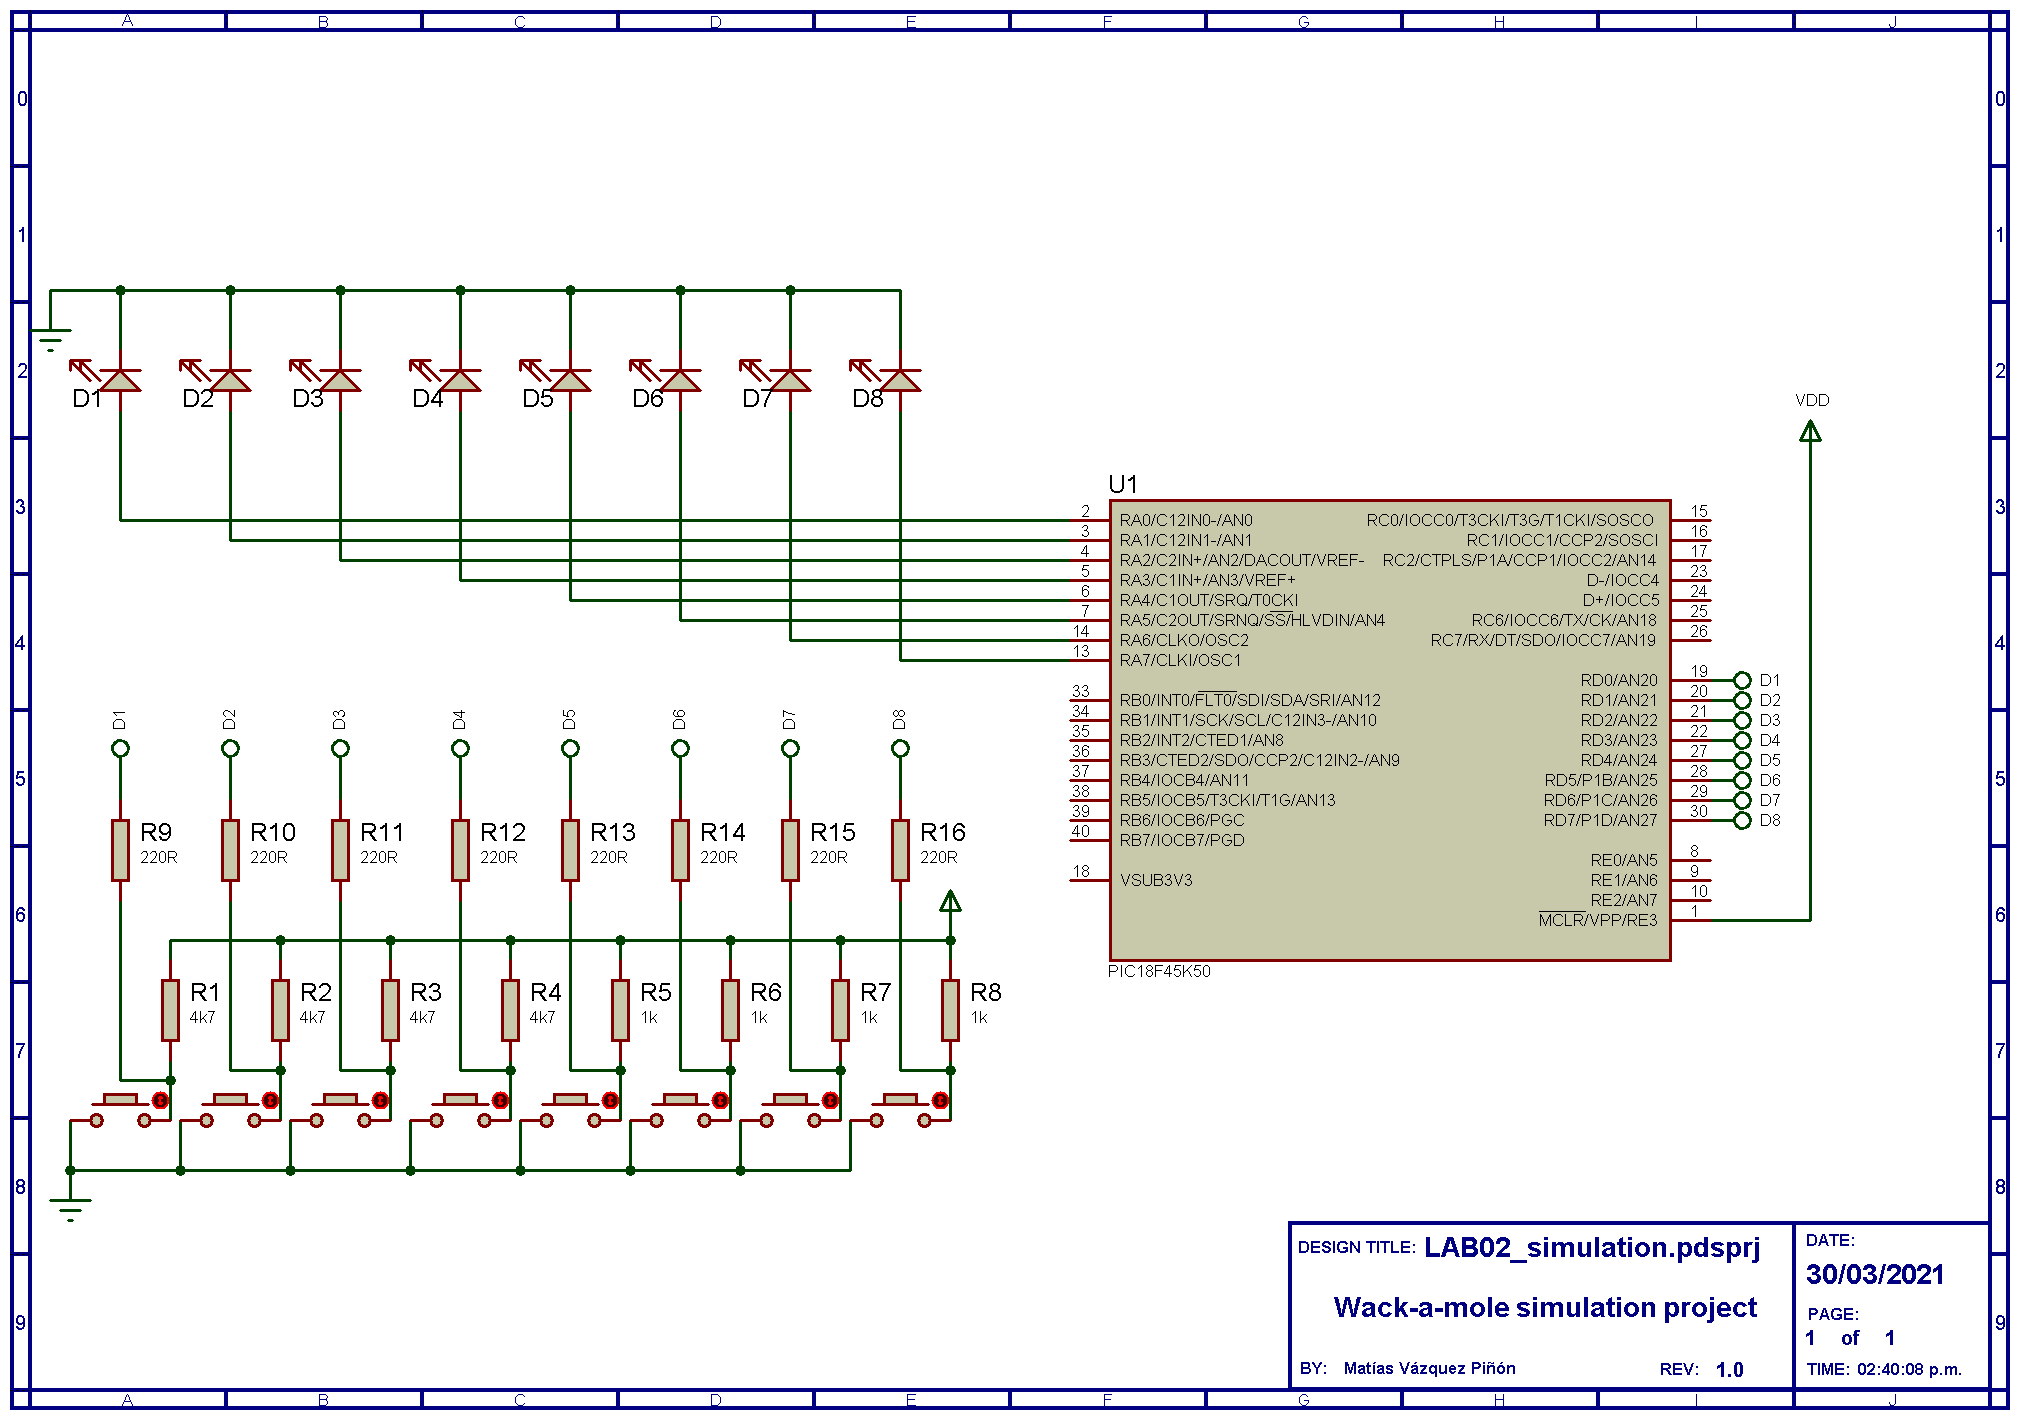 A B C D E F G H I J
0 0
1 1
2 2
D1 D2 D3 D4 D5 D6 D7 D8
VDD
U1
3 3
2 RA0/C12IN0-/AN0 RC0/IOCC0/T3CKI/T3G/T1CKI/SOSCO 15
3 RA1/C12IN1-/AN1 RC1/IOCC1/CCP2/SOSCI 16
4 RA2/C2IN+/AN2/DACOUT/VREF- RC2/CTPLS/P1A/CCP1/IOCC2/AN14 17
5 RA3/C1IN+/AN3/VREF+ D-/IOCC4 23
6 RA4/C1OUT/SRQ/T0CKI D+/IOCC5 24
7 RA5/C2OUT/SRNQ/SS/HLVDIN/AN4 RC6/IOCC6/TX/CK/AN18 25
14 RA6/CLKO/OSC2 RC7/RX/DT/SDO/IOCC7/AN19 26
4 4
13 RA7/CLKI/OSC1
RD0/AN20 19 D1
33 RB0/INT0/FLT0/SDI/SDA/SRI/AN12 RD1/AN21 20 D2
34 RB1/INT1/SCK/SCL/C12IN3-/AN10 RD2/AN22 21 D3
35 RB2/INT2/CTED1/AN8 RD3/AN23 22 D4
36 RB3/CTED2/SDO/CCP2/C12IN2-/AN9 RD4/AN24 27 D5
37 RB4/IOCB4/AN11 RD5/P1B/AN25 28 D6
38 RB5/IOCB5/T3CKI/T1G/AN13 RD6/P1C/AN26 29 D7
39 RB6/IOCB6/PGC RD7/P1D/AN27 30 D8
40 RB7/IOCB7/PGD
RE0/AN5 8
18 VSUB3V3 RE1/AN6 9
RE2/AN7 10
MCLR/VPP/RE3 1
PIC18F45K50
D1 D2 D3 D4 D5 D6 D7 D8
5 5
R9 R10 R11 R12 R13 R14 R15 R16
220R 220R 220R 220R 220R 220R 220R 220R
6 6
R1 R2 R3 R4 R5 R6 R7 R8
4k7 4k7 4k7 4k7 1k 1k 1k 1k
7 7
8 8
DESIGN TITLE: LAB02_simulation.pdsprj
Wack-a-mole simulation project
BY: Matías Vázquez Piñón REV: 1.0
DATE:
30/03/2021
PAGE:
1 of 1
TIME: 02:40:08 p.m.
9 9
A B C D E F G H I J